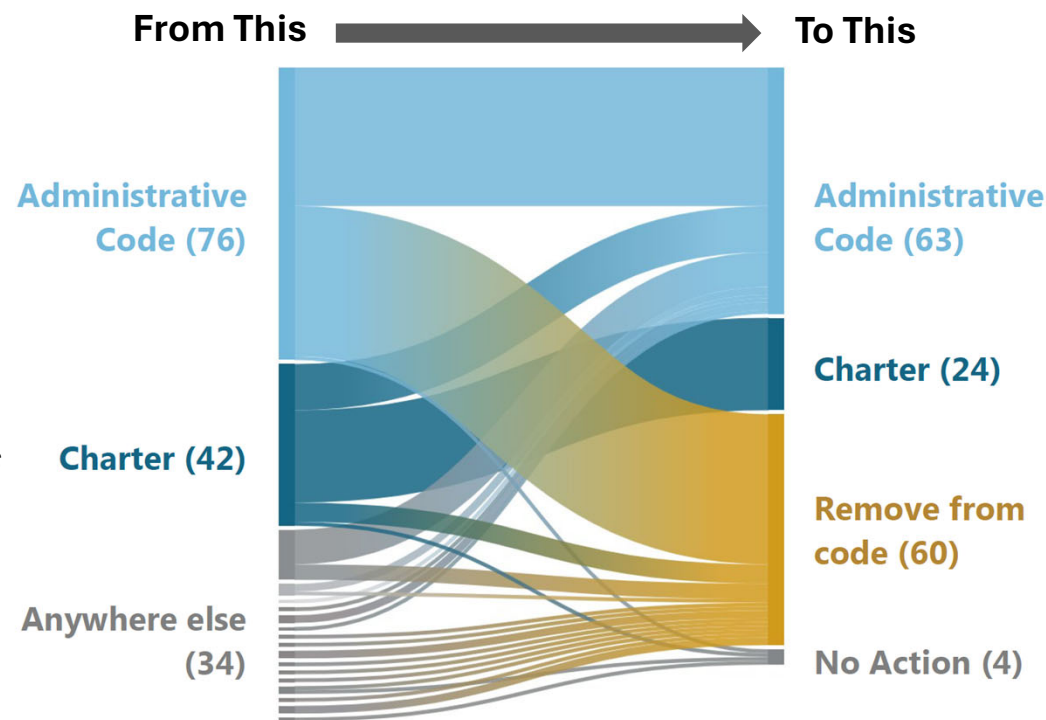 From This
To This
Administrative
Code (76)
Charter (42)
Anywhere else
(34)
Administrative
Code (63)
Charter (24)
Remove from
code (60)
No Action (4)